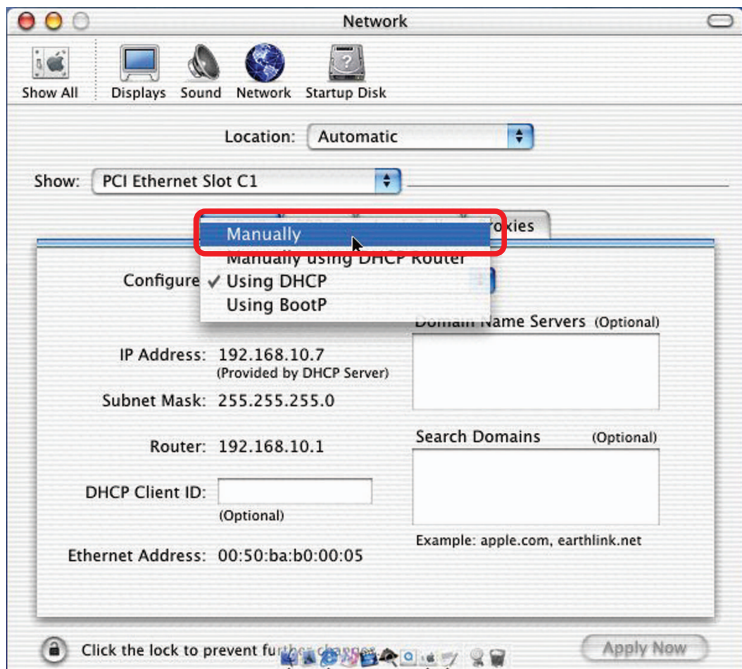 Network
Show All Displays Sound Network Startup Disk
Location: Automatic
Show: PCI Ethernet Slot C1
Proxies
Manually
Manually using DHCP Router
Configure ✓ Using DHCP
Using BootP
Domain Name Servers (Optional)
IP Address: 192.168.10.7
(Provided by DHCP Server)
Subnet Mask: 255.255.255.0
Search Domains (Optional)
Router: 192.168.10.1
DHCP Client ID:
(Optional)
Example: apple.com, earthlink.net
Ethernet Address: 00:50:ba:b0:00:05
Click the lock to prevent further changes.
Apply Now